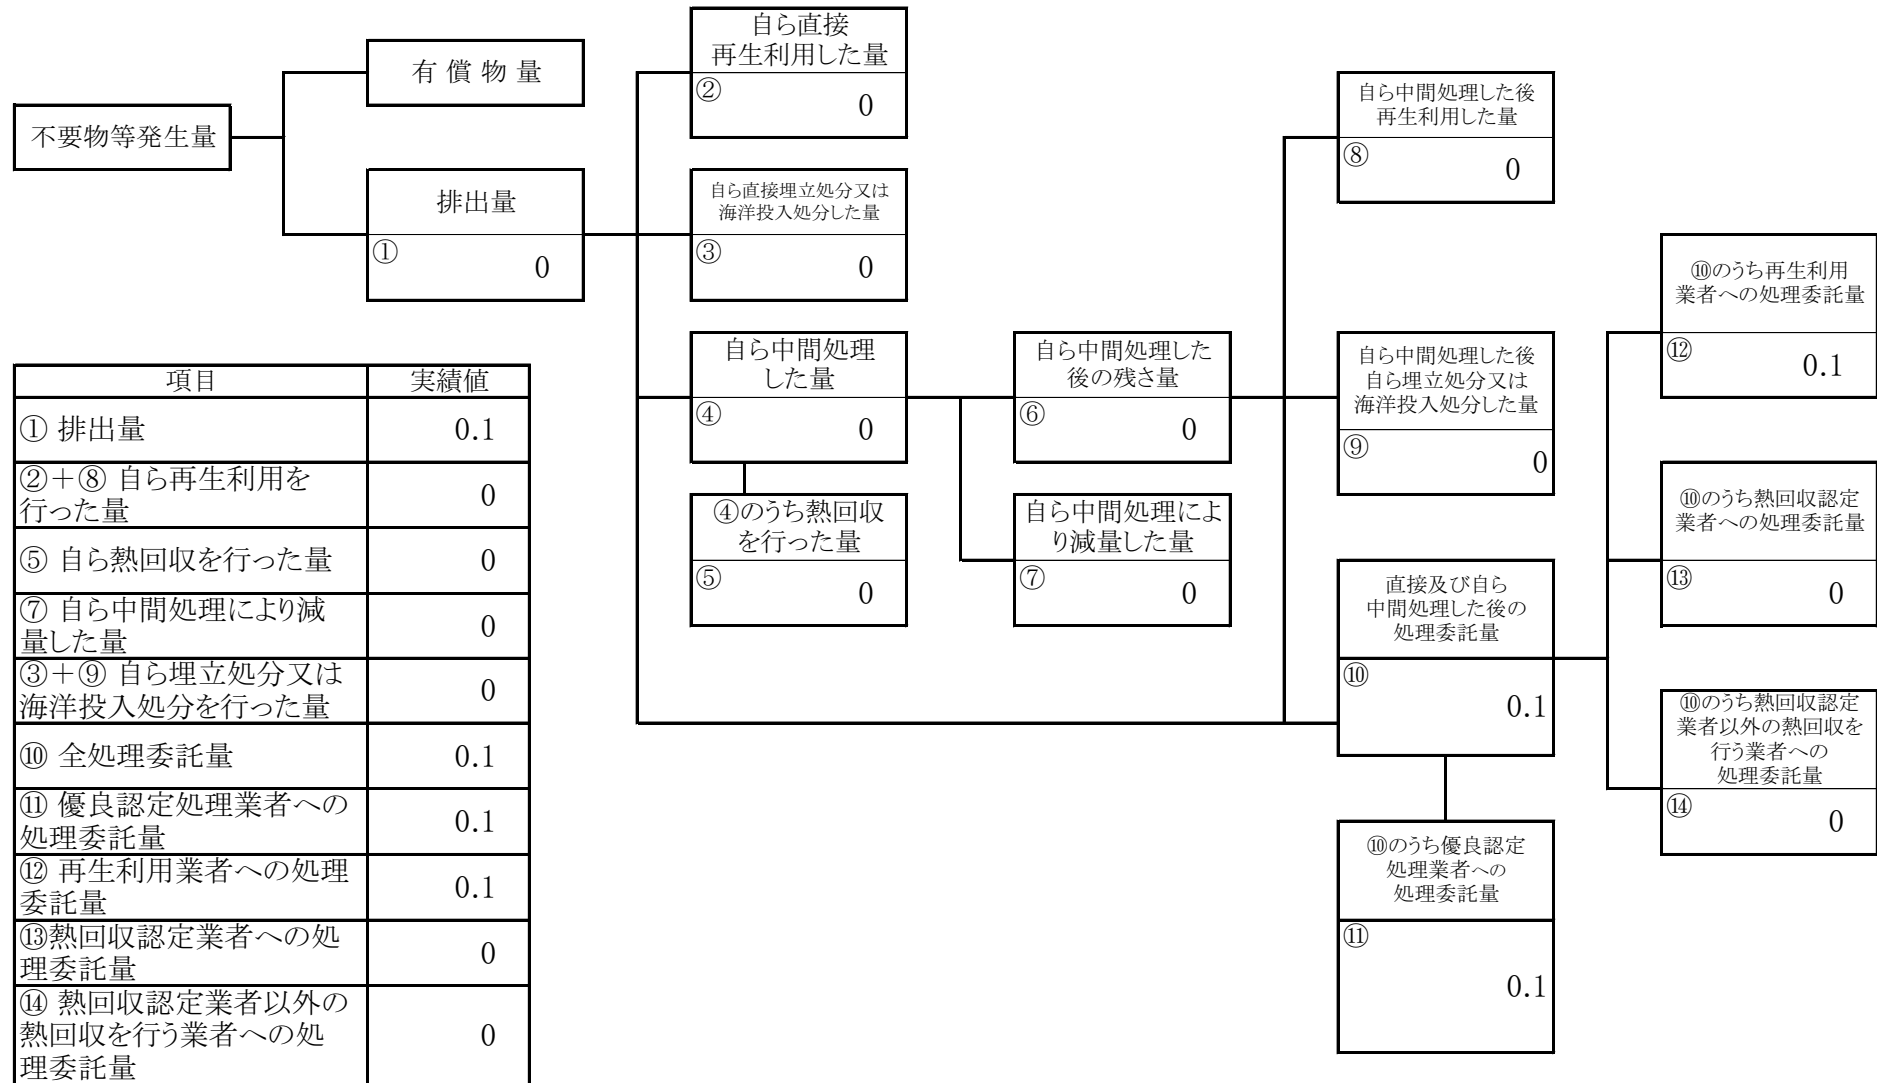 不要物等発生量
有 償 物 量
排出量
①
0
自ら直接
再生利用した量
②
0
自ら直接埋立処分又は
海洋投入処分した量
③
0
自ら中間処理
した量
④
0
④のうち熱回収
を行った量
⑤
0
自ら中間処理した
後の残さ量
⑥
0
自ら中間処理によ
り減量した量
⑦
0
自ら中間処理した後
再生利用した量
⑧
0
自ら中間処理した後
自ら埋立処分又は
海洋投入処分した量
⑨
0
直接及び自ら
中間処理した後の
処理委託量
⑩
0.1
⑩のうち優良認定
処理業者への
処理委託量
⑪
0.1
⑩のうち再生利用
業者への処理委託量
⑫
0.1
⑩のうち熱回収認定
業者への処理委託量
⑬
0
⑩のうち熱回収認定
業者以外の熱回収を
行う業者への
処理委託量
⑭
0
項目 実績値
① 排出量 0.1
②＋⑧ 自ら再生利用を
行った量 0
⑤ 自ら熱回収を行った量 0
⑦ 自ら中間処理により減
量した量 0
③＋⑨ 自ら埋立処分又は
海洋投入処分を行った量 0
⑩ 全処理委託量 0.1
⑪ 優良認定処理業者への
処理委託量 0.1
⑫ 再生利用業者への処理
委託量 0.1
⑬熱回収認定業者への処
理委託量 0
⑭ 熱回収認定業者以外の
熱回収を行う業者への処
理委託量 0